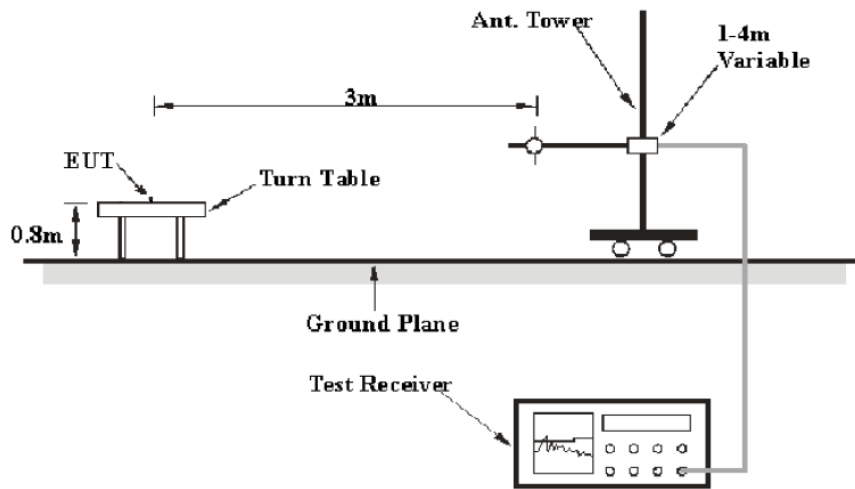 Ant. Tower
1-4m
Variable
3m
EUT
Turn Table
0.8m
Ground Plane
Test Receiver